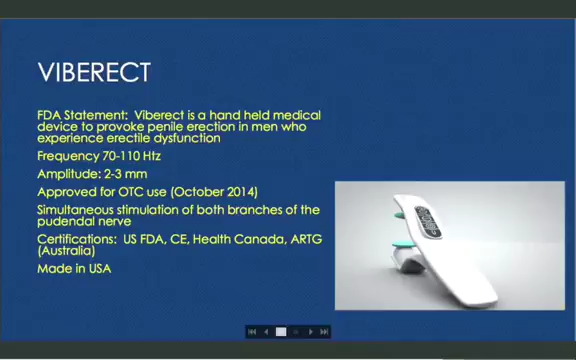 VIBERECT
FDA Statement: Viberect is a hand held medical
device to provoke penile erection in men who
experience erectile dysfunction
Frequency 70-110 Htz
Amplitude: 2-3 mm
Approved for OTC use (October 2014)
Simultaneous stimulation of both branches of the
pudendal nerve
Certifications: US FDA, CE, Health Canada, ARTG
(Australia)
Made in USA